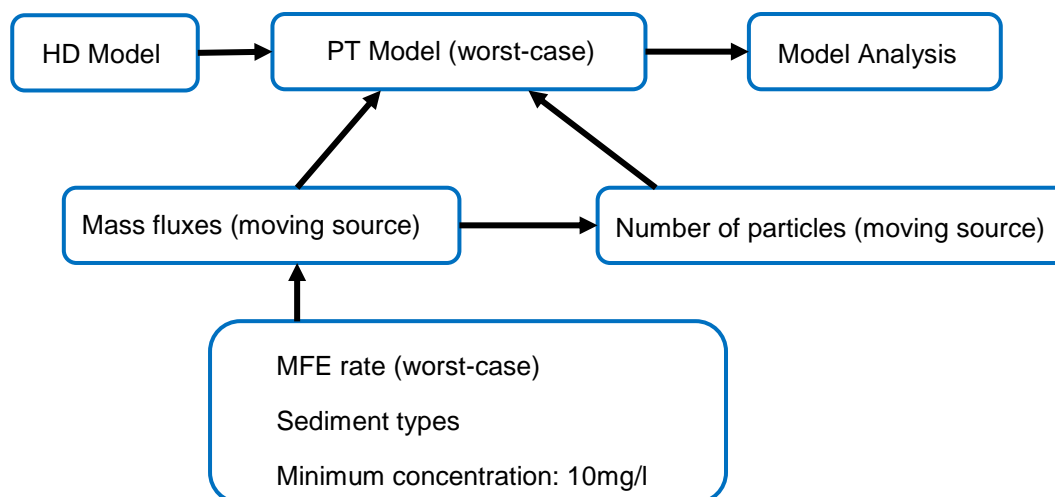 HD Model
PT Model (worst-case)
Model Analysis
Mass fluxes (moving source)
Number of particles (moving source)
MFE rate (worst-case)
Sediment types
Minimum concentration: 10mg/l